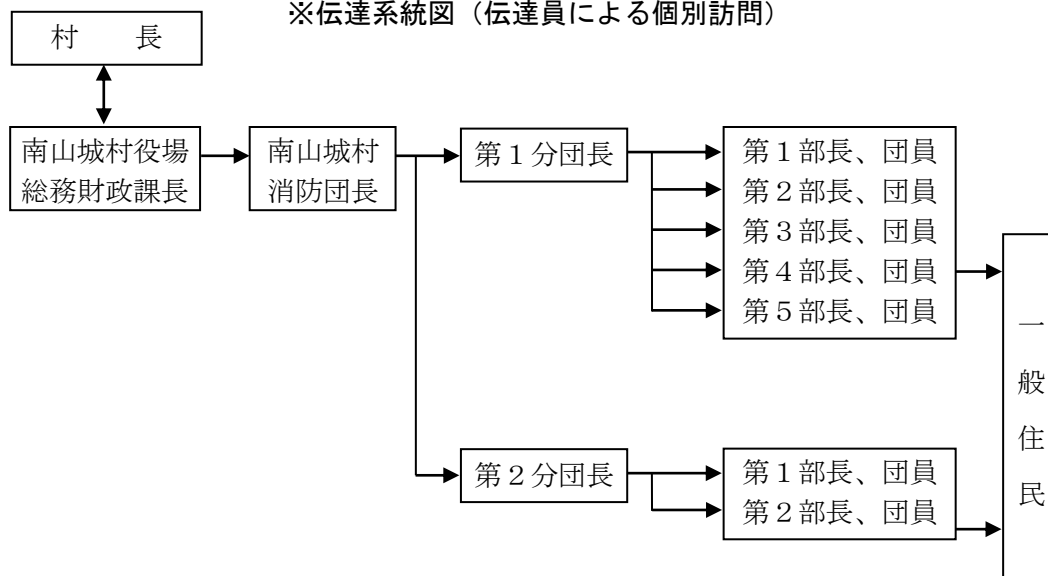 ※伝達系統図（伝達員による個別訪問）
村　　長
南山城村役場
総務財政課長
南山城村
消防団長
第１分団長
第１部長、団員
第２部長、団員
第３部長、団員
第４部長、団員
第５部長、団員
第２分団長
第１部長、団員
第２部長、団員
一般住民